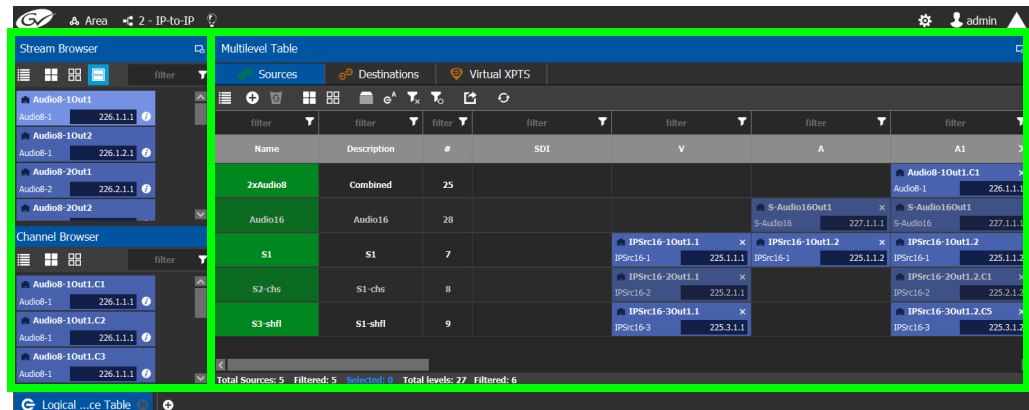 GV Area 2 - IP-to-IP admin
Stream Browser
filter
Audio8-1Out1
Audio8-1 226.1.1.1
Audio8-1Out2
Audio8-1 226.1.2.1
Audio8-2Out1
Audio8-2 226.2.1.1
Audio8-2Out2
Channel Browser
filter
Audio8-1Out1.C1
Audio8-1 226.1.1.1
Audio8-1Out1.C2
Audio8-1 226.1.1.1
Audio8-1Out1.C3
Audio8-1 226.1.1.1
Multilevel Table
Sources Destinations Virtual XPTS
filter filter filter filter filter filter filter
Name Description # SDI V A A1
2xAudio8 Combined 25 Audio8-1Out1.C1 ×
Audio8-1 226.1.1.1
Audio16 Audio16 28 S-Audio16Out1 × S-Audio16Out1 ×
S-Audio16 227.1.1.1 S-Audio16 227.1.1.1
S1 S1 7 IPSrc16-1Out1.1 × IPSrc16-1Out1.2 × IPSrc16-1Out1.2 ×
IPSrc16-1 225.1.1.1 IPSrc16-1 225.1.1.2 IPSrc16-1 225.1.1.2
S2-chs S1-chs 8 IPSrc16-2Out1.1 × IPSrc16-2Out1.2.C1 ×
IPSrc16-2 225.2.1.1 IPSrc16-2 225.2.1.2
S3-shfl S1-shfl 9 IPSrc16-3Out1.1 × IPSrc16-3Out1.2.C5 ×
IPSrc16-3 225.3.1.1 IPSrc16-3 225.3.1.2
Total Sources: 5 Filtered: 5 Selected: 0 Total levels: 27 Filtered: 6
Logical ...ce Table